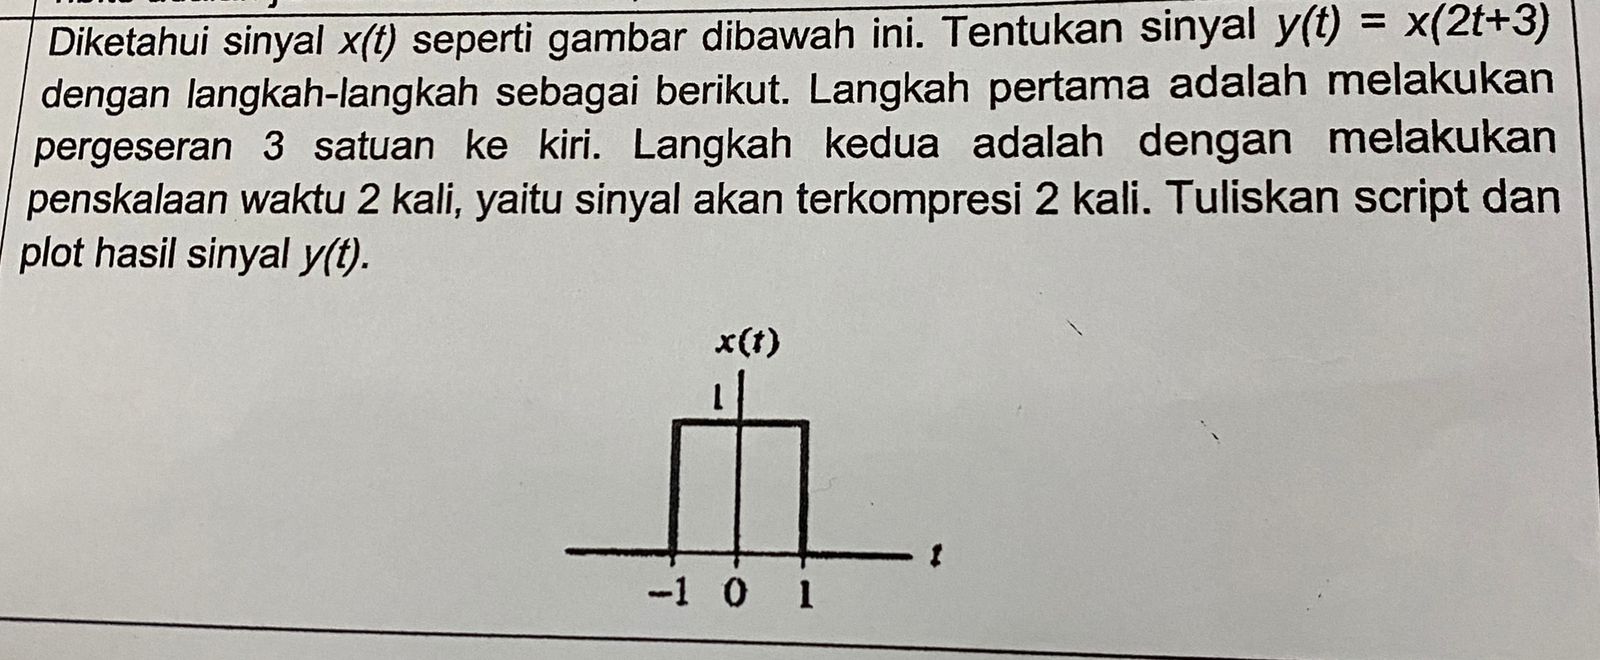 Diketahui sinyal x(t) seperti gambar dibawah ini. Tentukan sinyal y(t) = x(2t+3)
dengan langkah-langkah sebagai berikut. Langkah pertama adalah melakukan
pergeseran 3 satuan ke kiri. Langkah kedua adalah dengan melakukan
penskalaan waktu 2 kali, yaitu sinyal akan terkompresi 2 kali. Tuliskan script dan
plot hasil sinyal y(t).
x(t)
1
t
-1 0 1